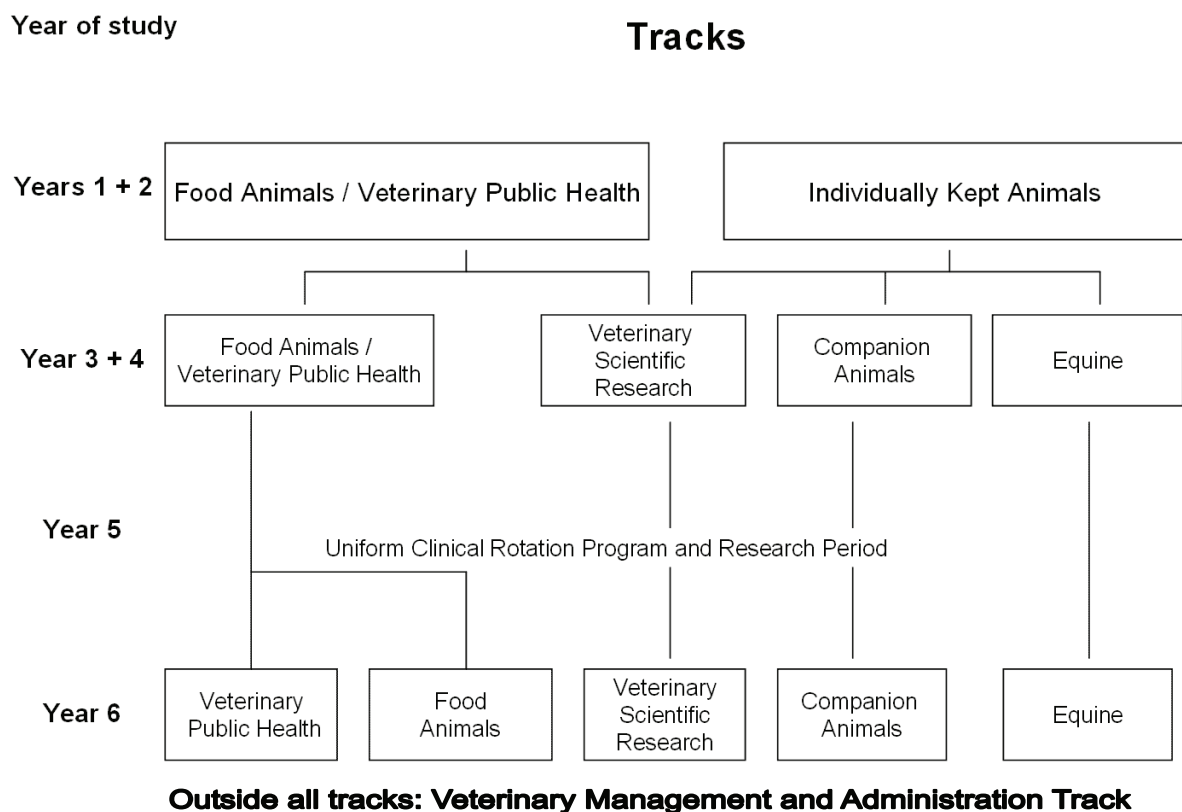 Year of study
Tracks
Years 1 + 2
Food Animals / Veterinary Public Health
Individually Kept Animals
Year 3 + 4
Food Animals /
Veterinary Public Health
Veterinary
Scientific
Research
Companion
Animals
Equine
Year 5
Uniform Clinical Rotation Program and Research Period
Year 6
Veterinary
Public Health
Food
Animals
Veterinary
Scientific
Research
Companion
Animals
Equine
Outside all tracks: Veterinary Management and Administration Track